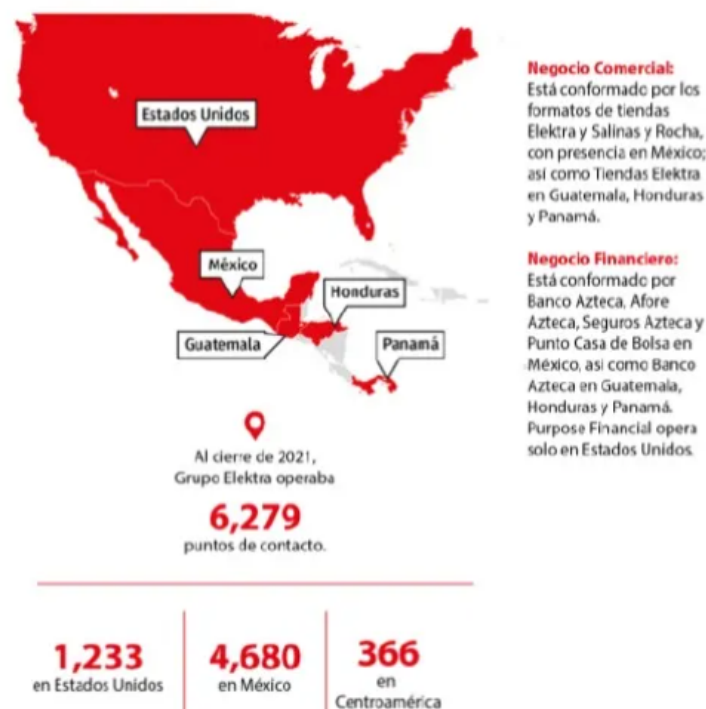 Estados Unidos
México
Honduras
Guatemala
Panamá
Al cierre de 2021,
Grupo Elektra operaba
6,279
puntos de contacto.
1,233
en Estados Unidos
4,680
en México
366
en
Centroamérica
Negocio Comercial:
Está conformado por los
formatos de tiendas
Elektra y Salinas y Rocha,
con presencia en México;
así como Tiendas Elektra
en Guatemala, Honduras
y Panamá.
Negocio Financiero:
Está conformado por
Banco Azteca, Afore
Azteca, Seguros Azteca y
Punto Casa de Bolsa en
México, así como Banco
Azteca en Guatemala,
Honduras y Panamá.
Purpose Financial opera
solo en Estados Unidos.